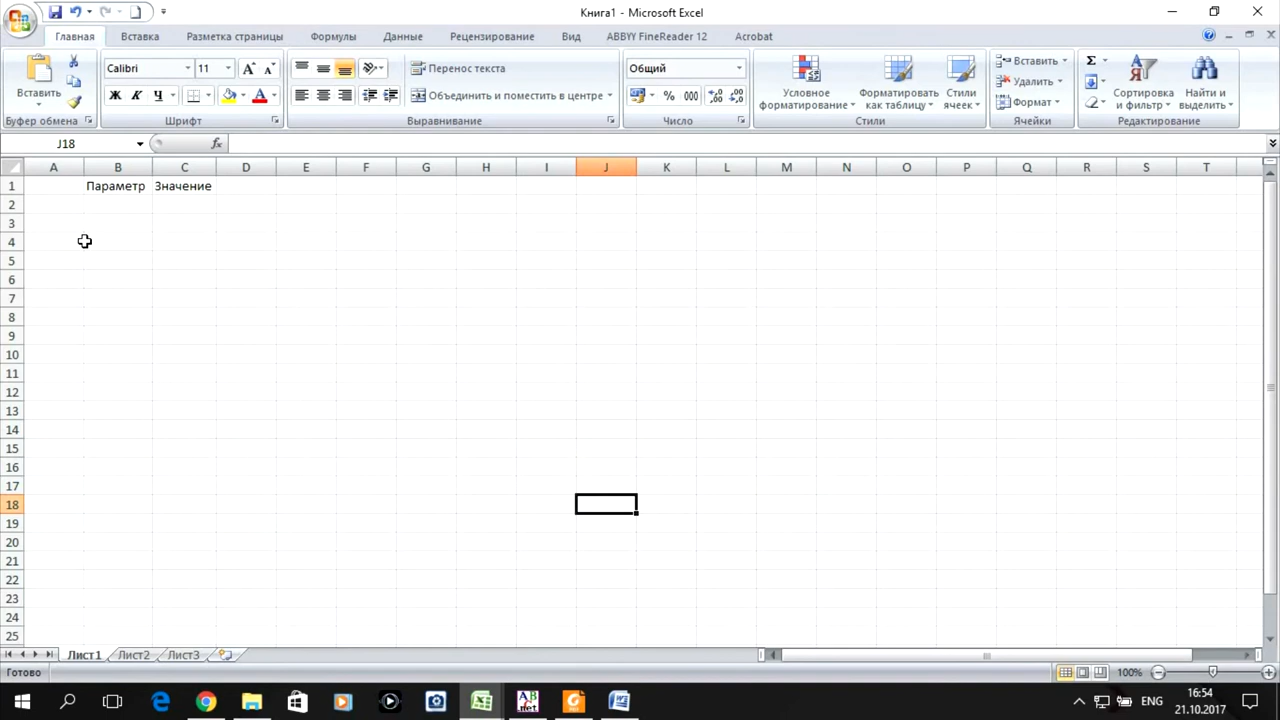 Книга1 - Microsoft Excel
Главная Вставка Разметка страницы Формулы Данные Рецензирование Вид ABBYY FineReader 12 Acrobat
Вставить
Буфер обмена
Calibri 11
Ж К Ч
Шрифт
Перенос текста
Объединить и поместить в центре
Выравнивание
Общий
% 000
Число
Условное форматирование
Форматировать как таблицу
Стили ячеек
Стили
Вставить
Удалить
Формат
Ячейки
Σ
Сортировка и фильтр
Найти и выделить
Редактирование
J18 fx
A B C D E F G H I J K L M N O P Q R S T
1 Параметр Значение
2
3
4
5
6
7
8
9
10
11
12
13
14
15
16
17
18
19
20
21
22
23
24
25
Лист1 Лист2 Лист3
Готово 100%
ENG 16:54
21.10.2017